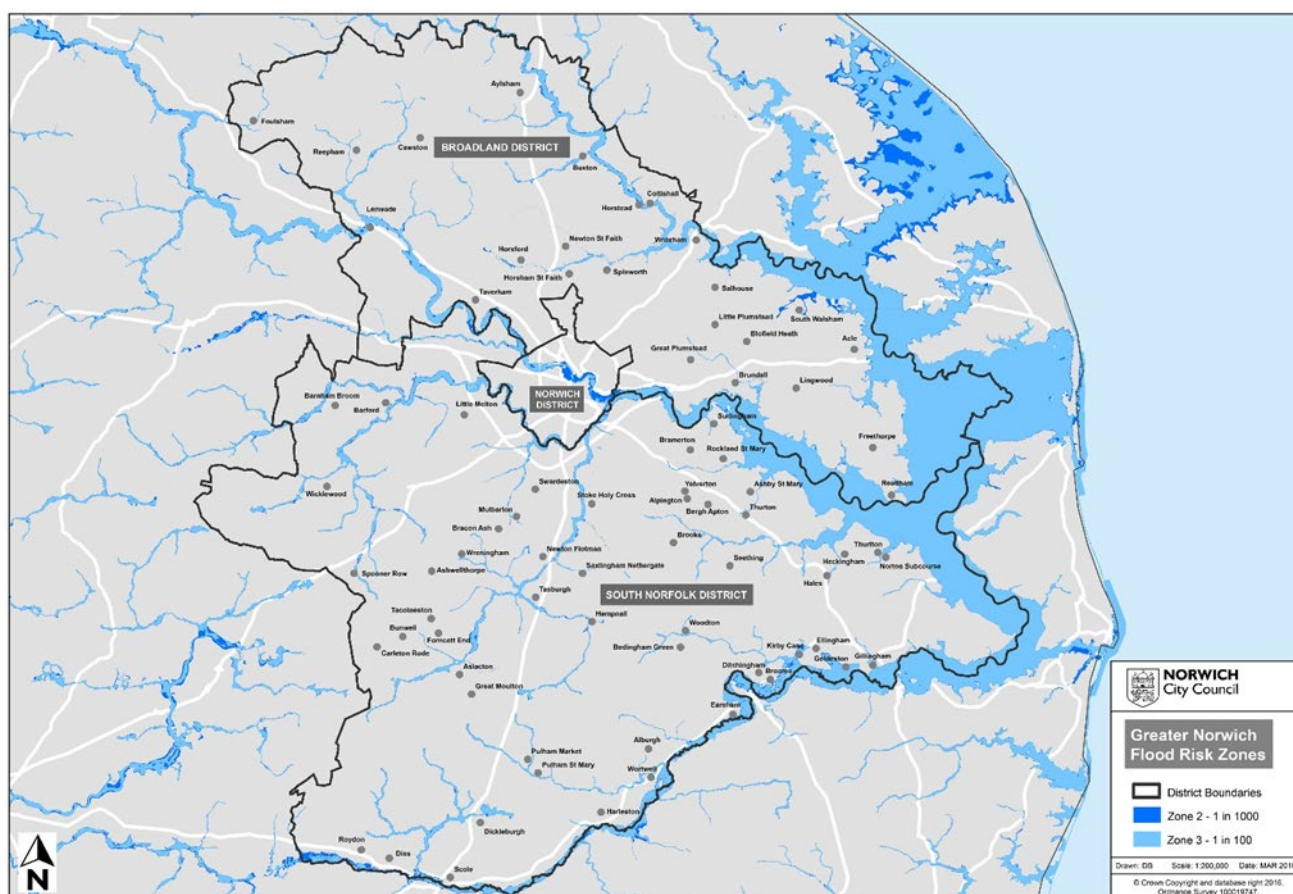 Aylsham
Foulsham
Cawston
Reepham
BROADLAND DISTRICT
Buxton
Coltishall
Horstead
Lenwade
Wroxham
Newton St Faith
Horsford
Horsham St Faith
Spixworth
Salhouse
Taverham
South Walsham
Little Plumstead
Blofield Heath
Acle
Great Plumstead
Brundall
Lingwood
NORWICH
DISTRICT
Barnham Broom
Barford
Little Melton
Surlingham
Bramerton
Freethorpe
Rockland St Mary
Wicklewood
Swardeston
Yelverton
Ashby St Mary
Reedham
Stoke Holy Cross
Alpington
Bergh Apton
Thurton
Mulbarton
Bracon Ash
Brooke
Wreningham
Newton Flotman
Thurlton
Heckingham
Norton Subcourse
Seething
Saxlingham Nethergate
Spooner Row
Ashwellthorpe
Hales
Tasburgh
SOUTH NORFOLK DISTRICT
Tacolneston
Hempnall
Bunwell
Forncett End
Woodton
Carleton Rode
Bedingham Green
Kirby Cane
Ellingham
Geldeston
Gillingham
Aslacton
Ditchingham
Broome
Great Moulton
Earsham
Alburgh
Pulham Market
Pulham St Mary
Wortwell
Harleston
Dickleburgh
Roydon
Diss
Scole
N
NORWICH
City Council
Greater Norwich
Flood Risk Zones
District Boundaries
Zone 2 - 1 in 1000
Zone 3 - 1 in 100
Drawn: DB Scale: 1:200,000 Date: MAR 2016
© Crown Copyright and database right 2016.
Ordnance Survey 100019747.